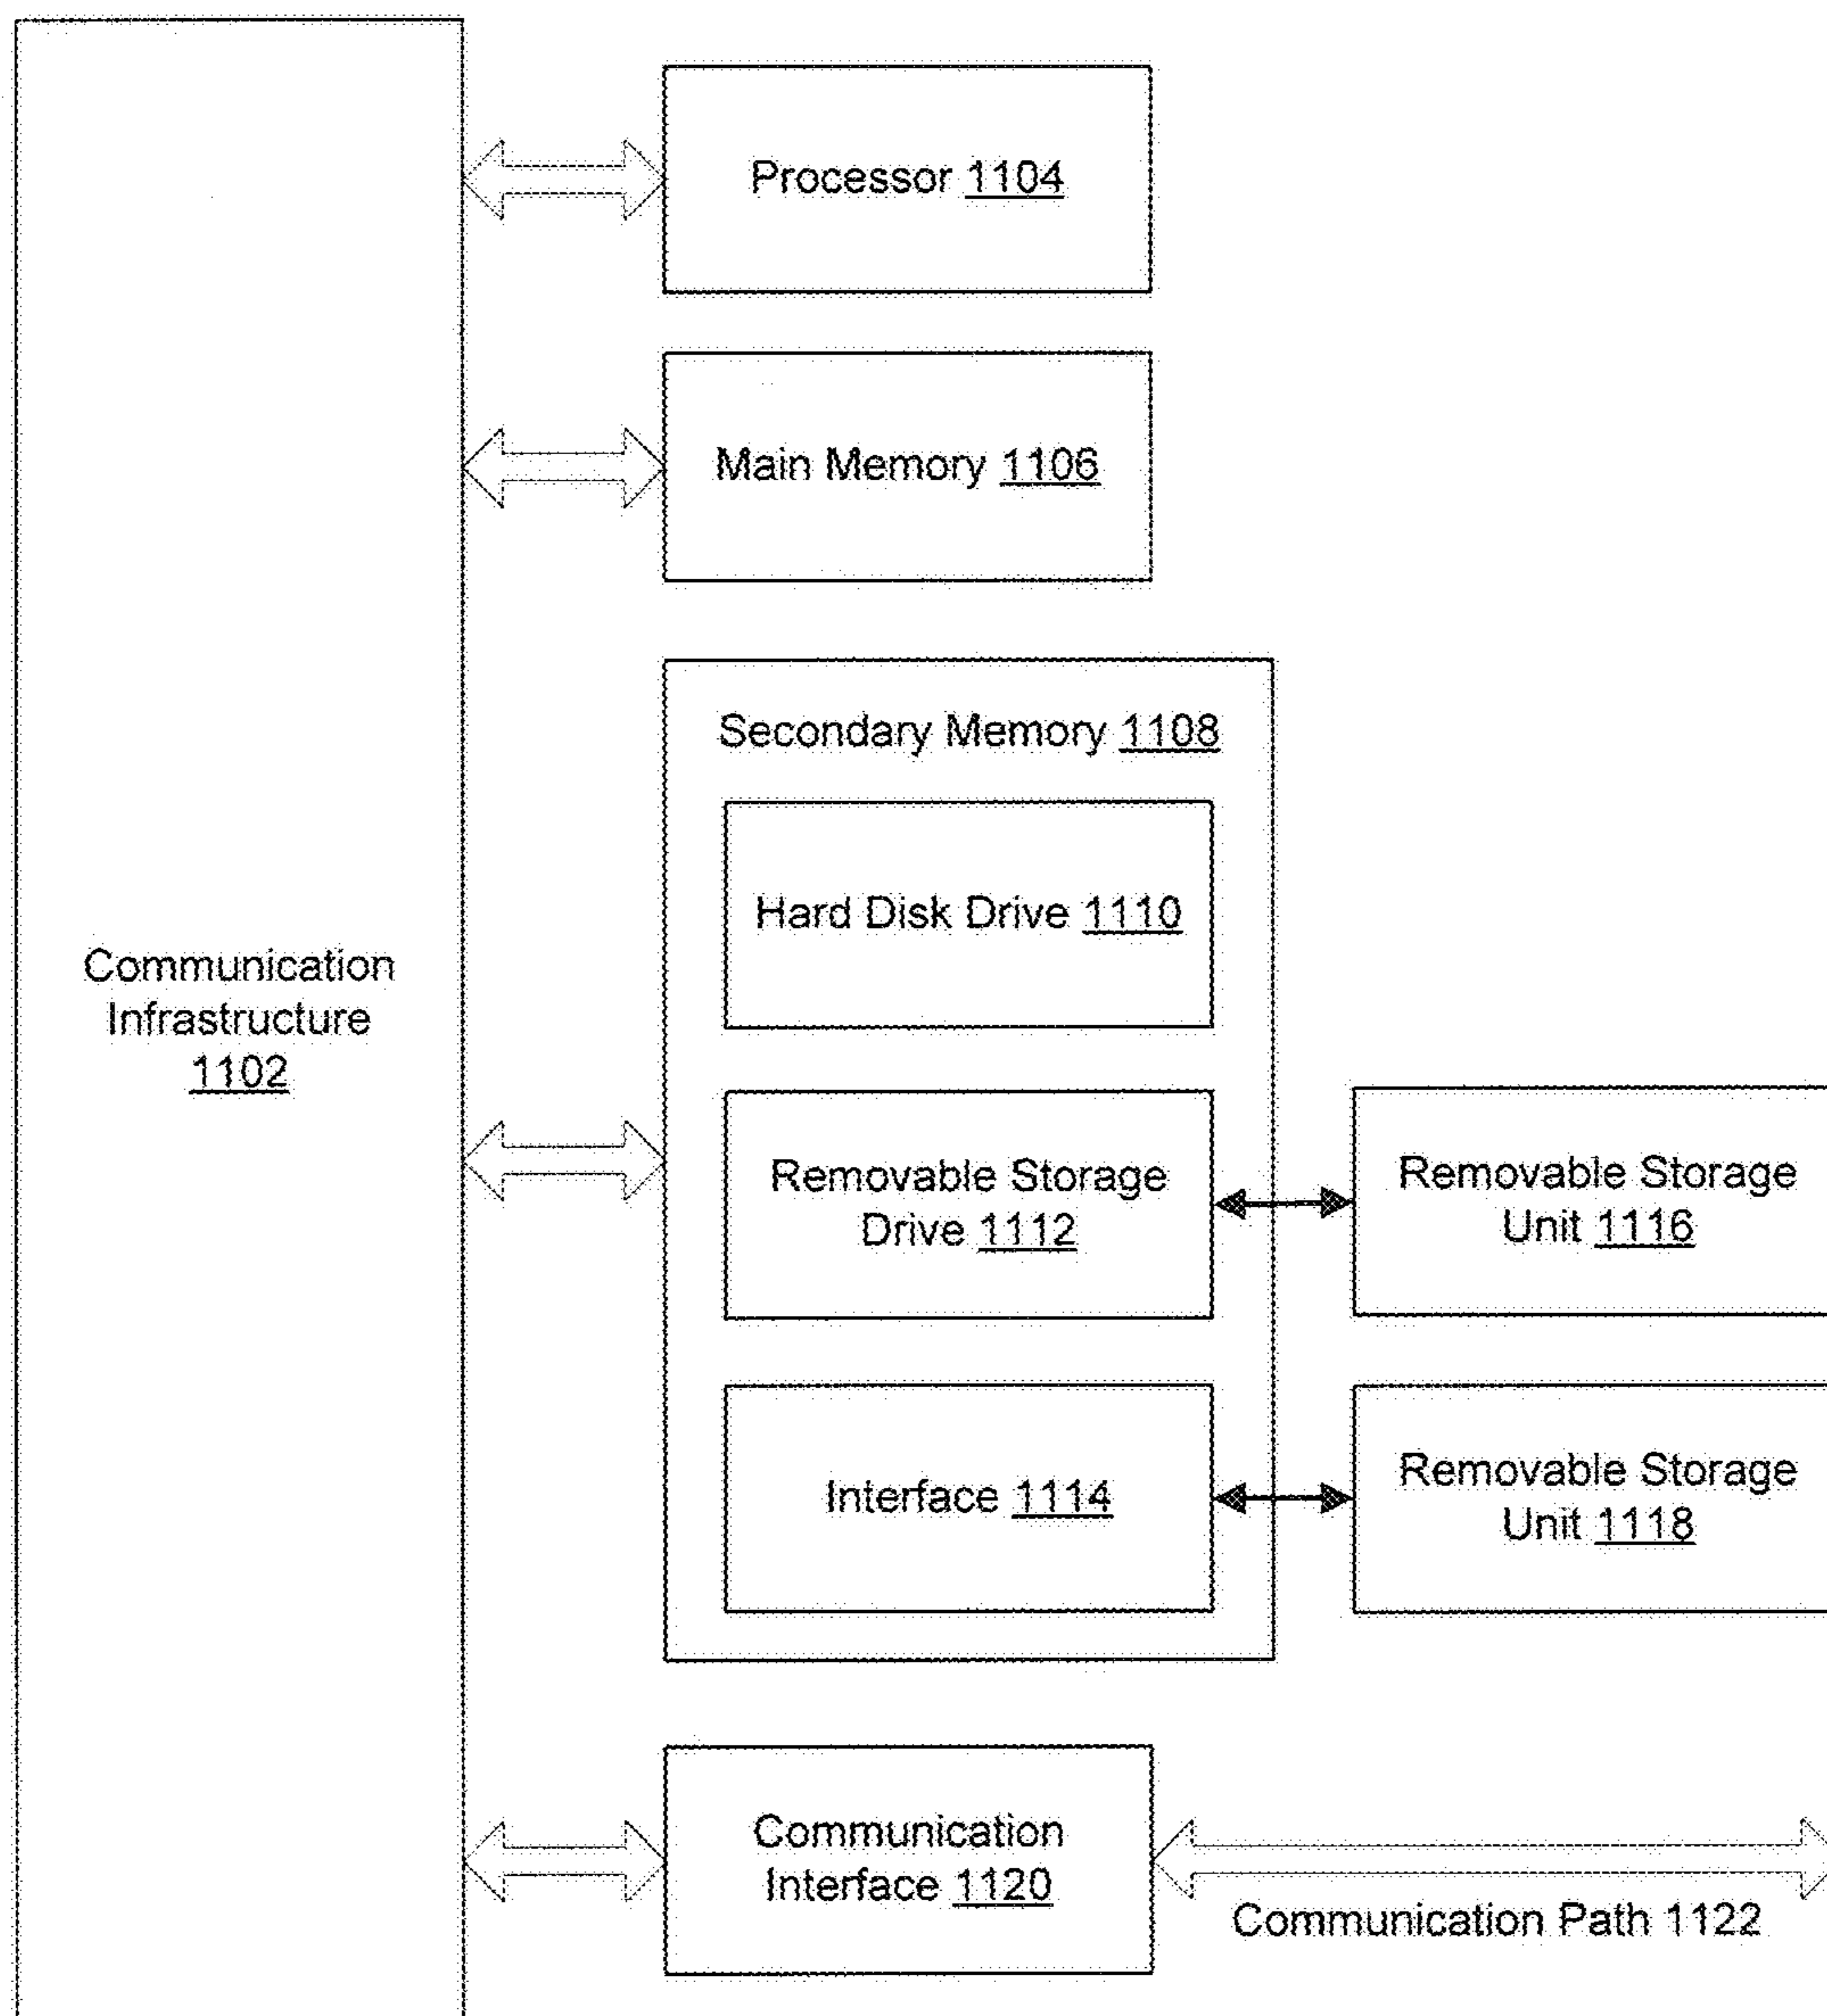 Processor 1104
Main Memory 1106
Secondary Memory 1108
Hard Disk Drive 1110
Communication
Infrastructure
1102
Removable Storage
Drive 1112
Removable Storage
Unit 1116
Interface 1114
Removable Storage
Unit 1118
Communication
Interface 1120
Communication Path 1122